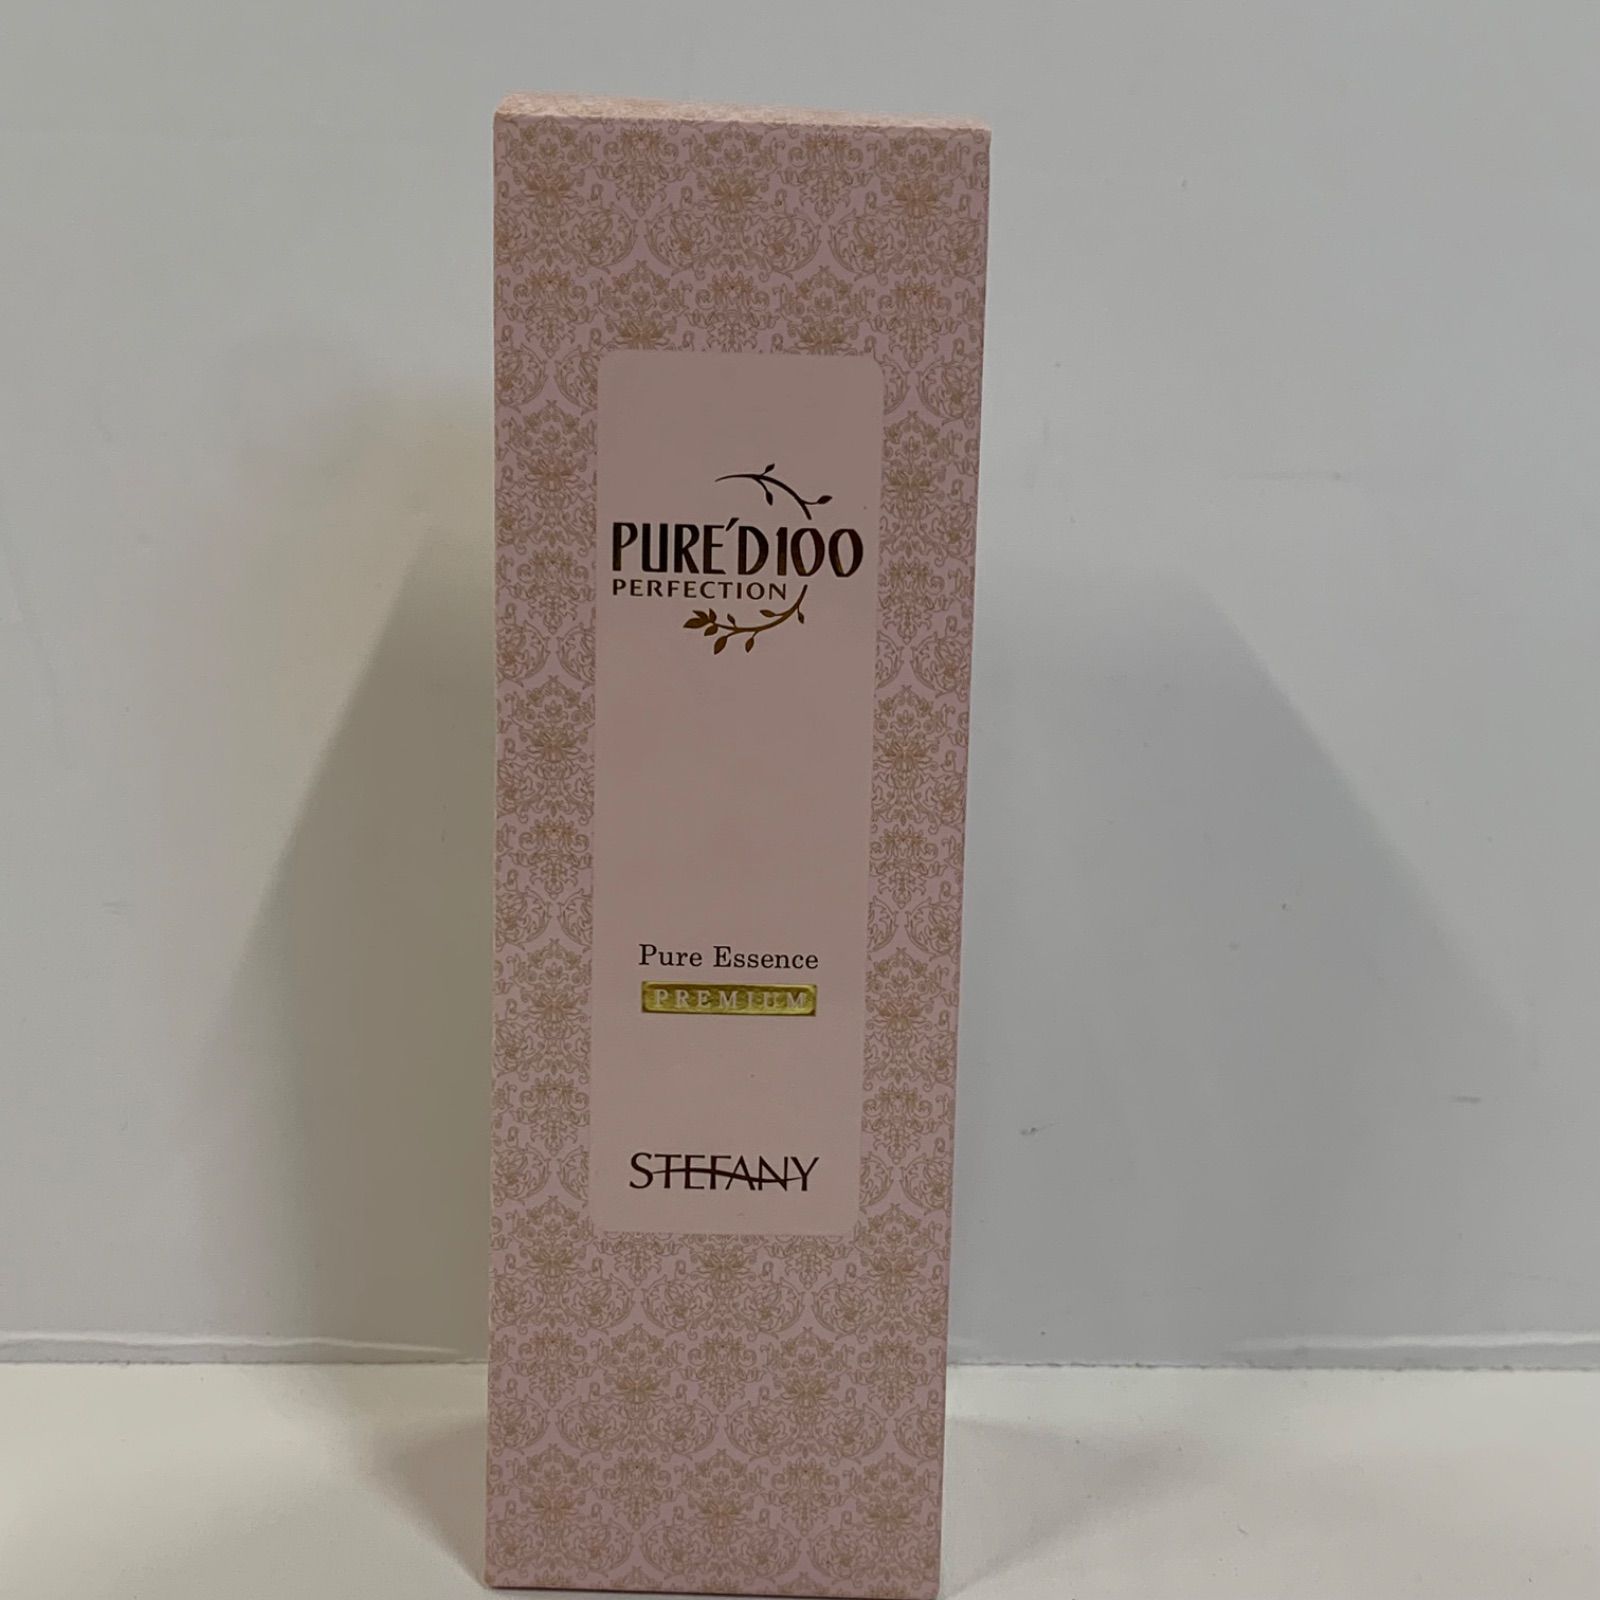 PURE'D100
PERFECTION
Pure Essence
PREMIUM
STEFANY